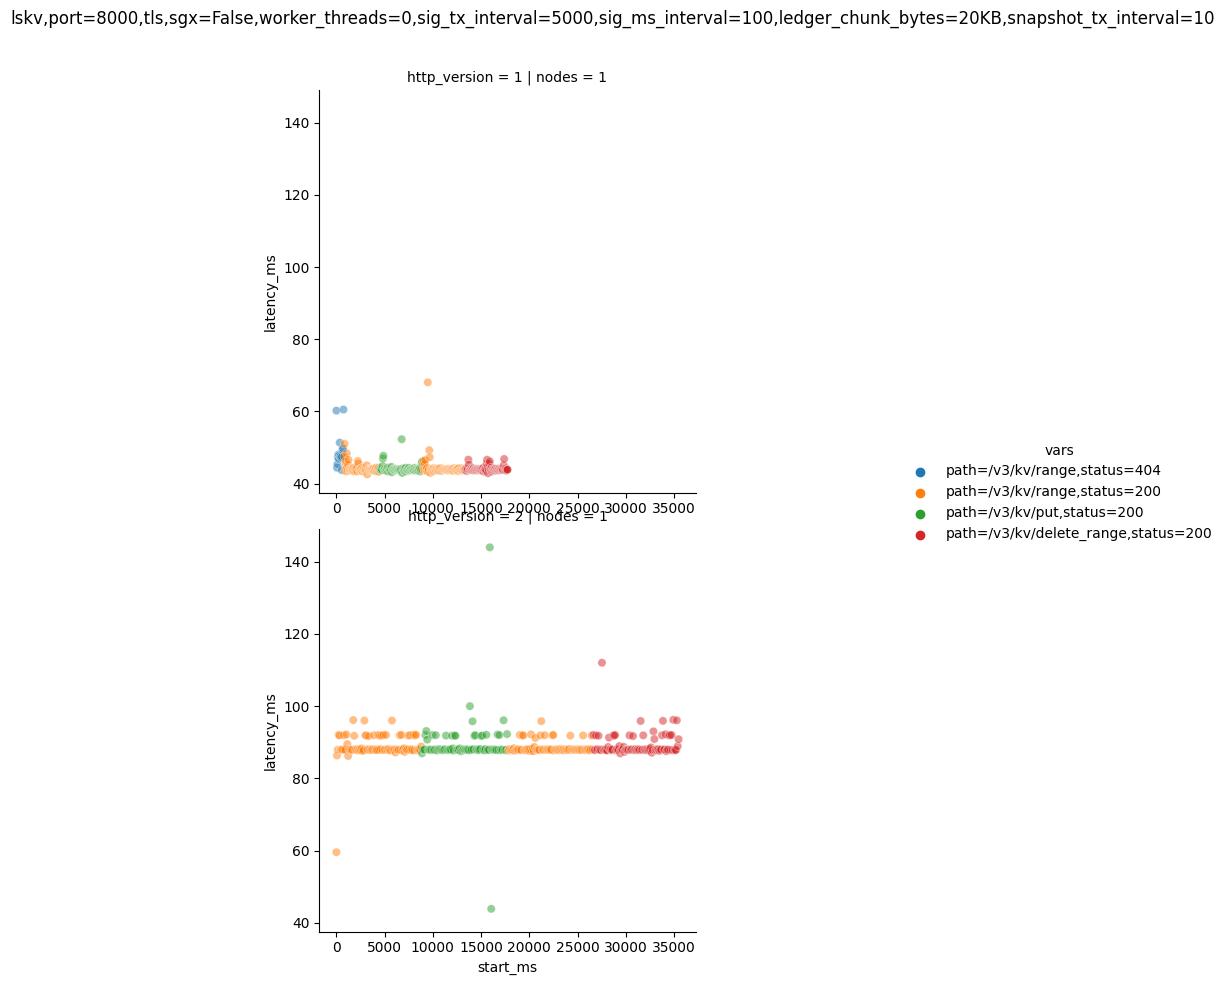 lskv,port=8000,tls,sgx=False,worker_threads=0,sig_tx_interval=5000,sig_ms_interval=100,ledger_chunk_bytes=20KB,snapshot_tx_interval=10
http_version = 1 | nodes = 1
140
120
100
80
60
40
latency_ms
0 5000 10000 15000 20000 25000 30000 35000
vars
path=/v3/kv/range,status=404
path=/v3/kv/range,status=200
path=/v3/kv/put,status=200
path=/v3/kv/delete_range,status=200
http_version = 2 | nodes = 1
140
120
100
80
60
40
latency_ms
0 5000 10000 15000 20000 25000 30000 35000
start_ms